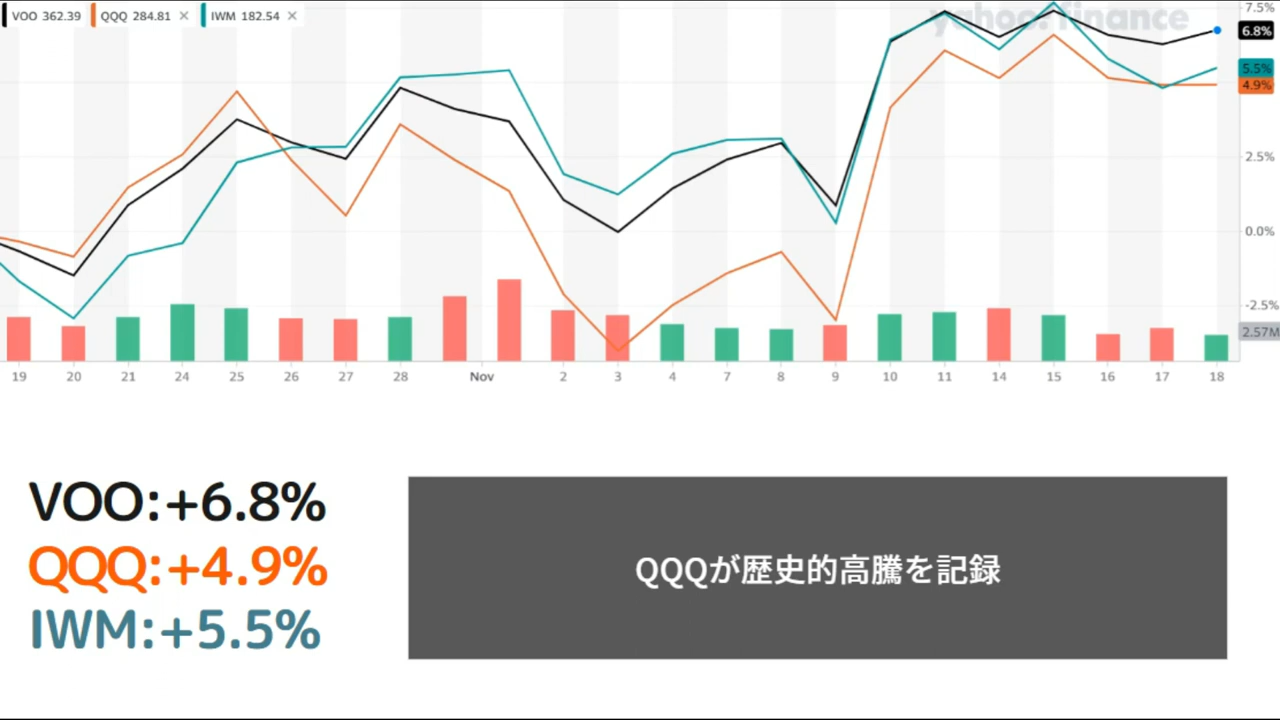 VOO 362.39 QQQ 284.81 × IWM 182.54 ×
yahoo!finance
7.5%
6.8%
5.5%
4.9%
2.5%
0.0%
-2.5%
2.57M
19 20 21 24 25 26 27 28 Nov 2 3 4 7 8 9 10 11 14 15 16 17 18
VOO:+6.8%
QQQ:+4.9%
IWM:+5.5%
QQQが歴史的高騰を記録